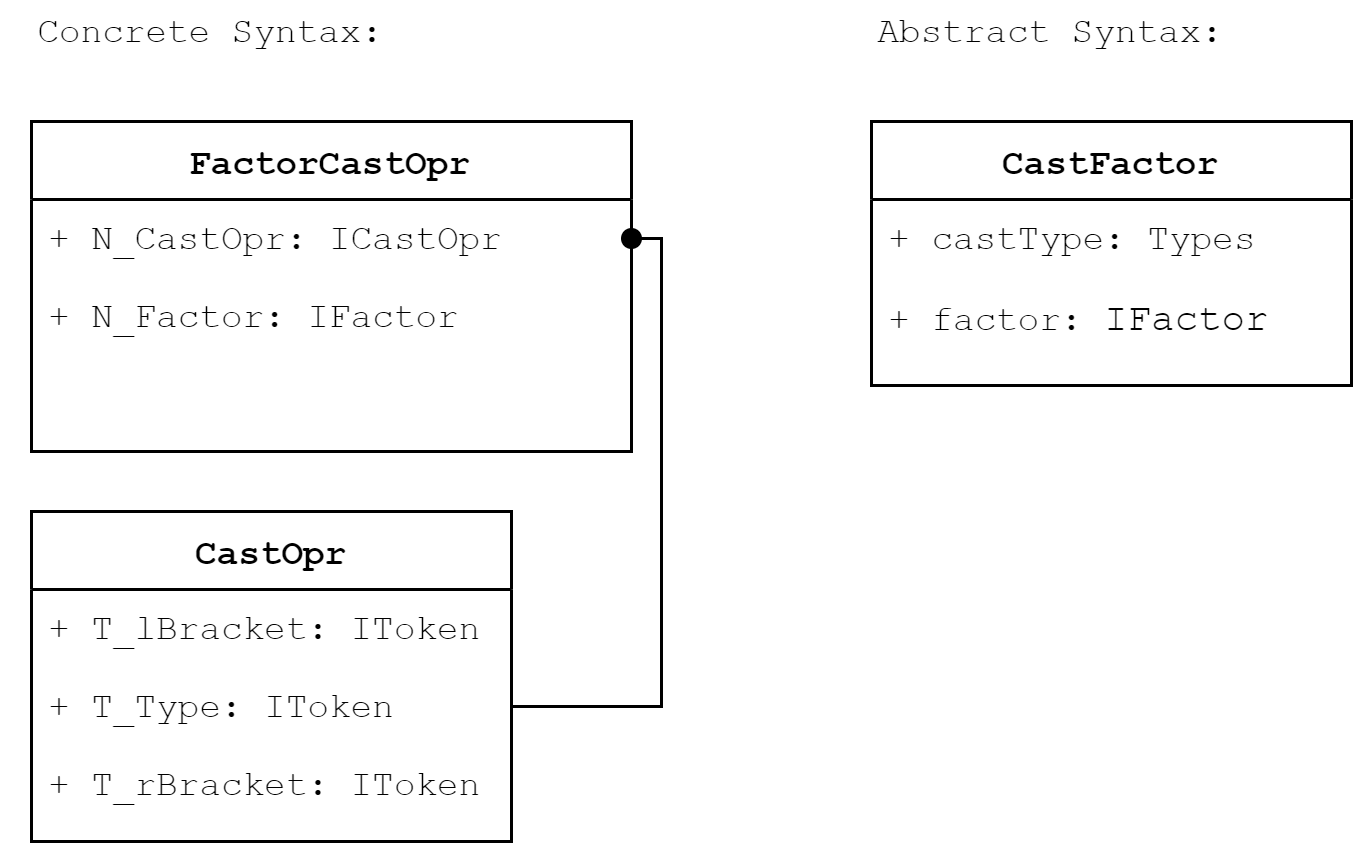 Concrete Syntax:
FactorCastOpr
+ N_CastOpr: ICastOpr
+ N_Factor: IFactor
CastOpr
+ T_lBracket: IToken
+ T_Type: IToken
+ T_rBracket: IToken
Abstract Syntax:
CastFactor
+ castType: Types
+ factor: IFactor